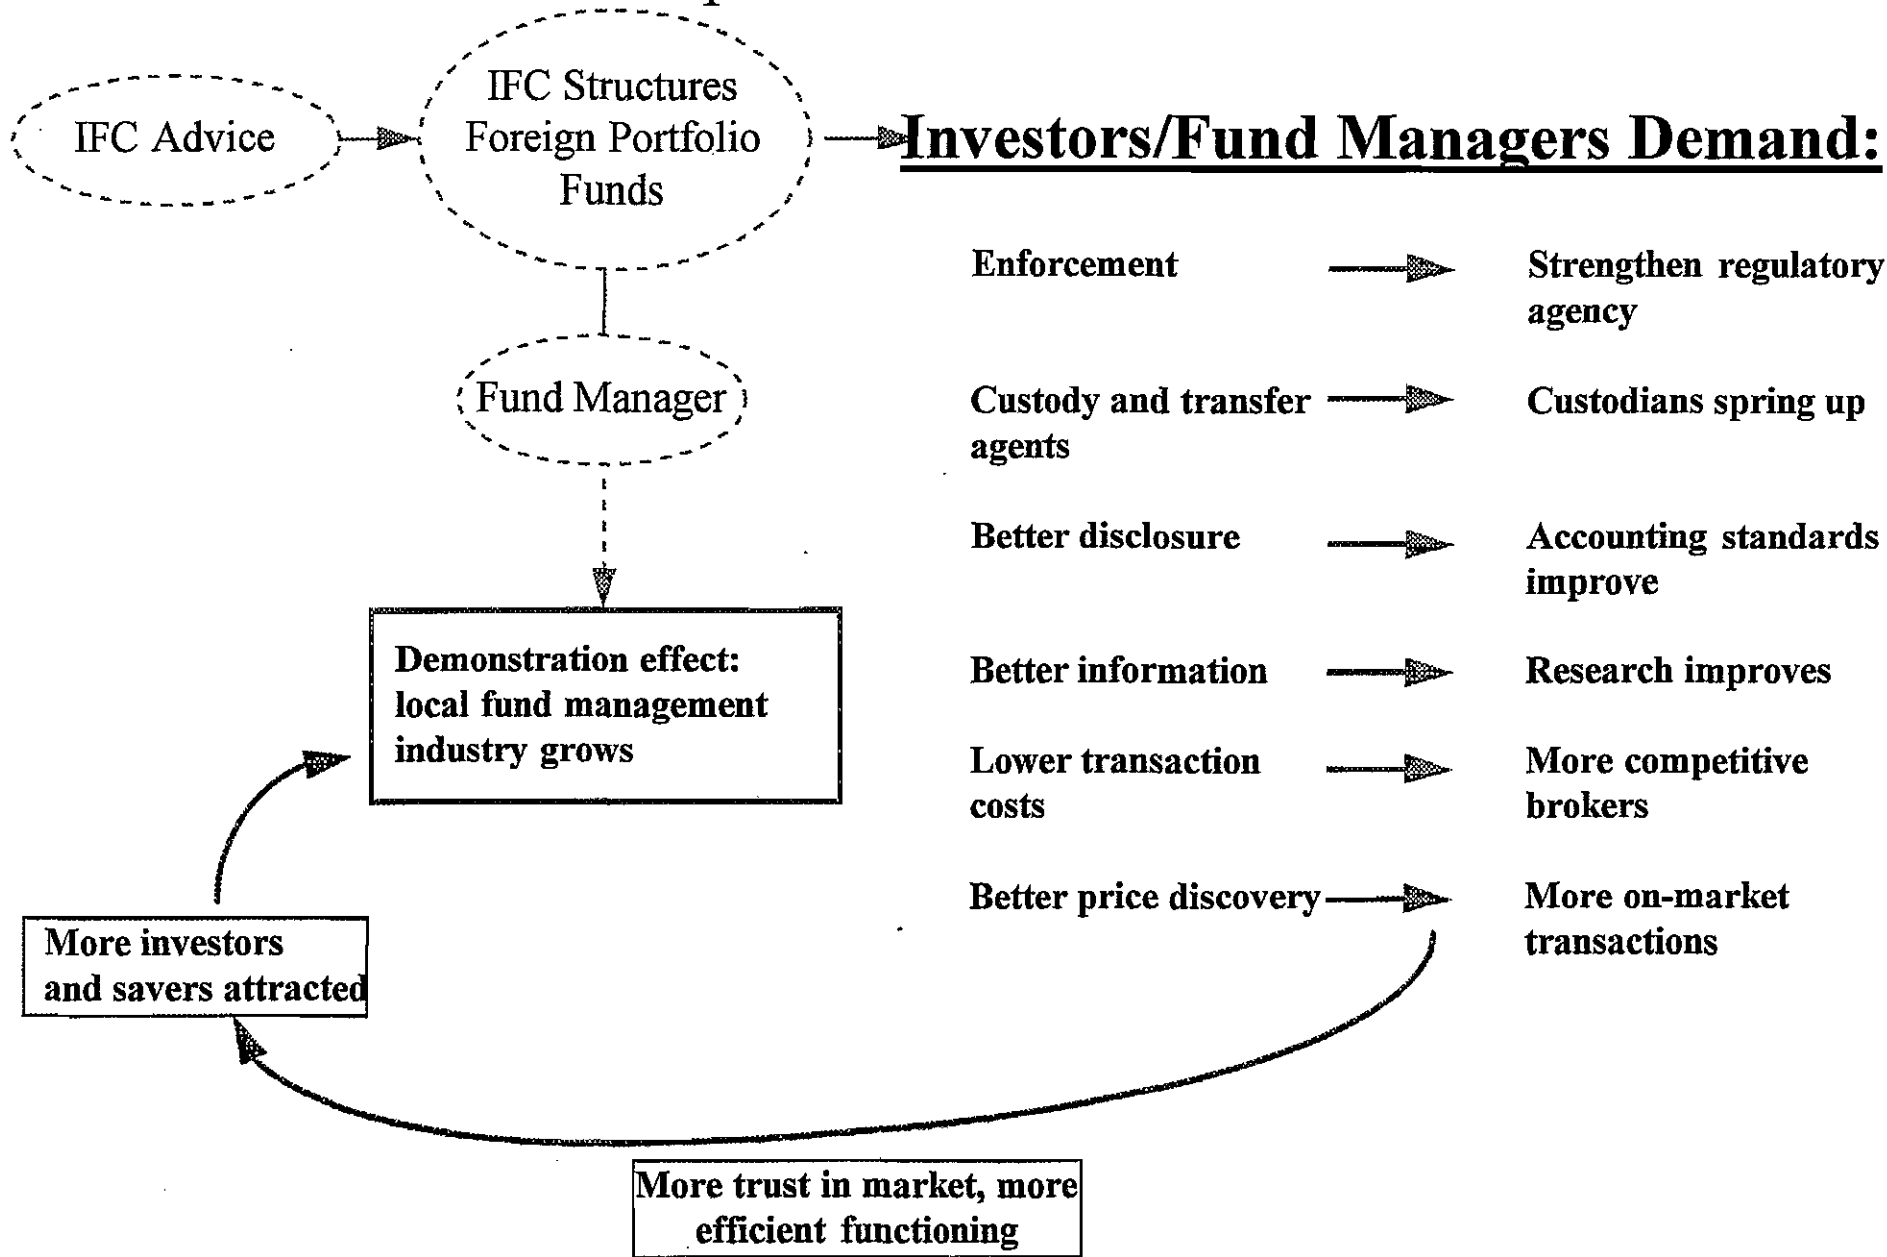 IFC Advice
IFC Structures
Foreign Portfolio
Funds
Investors/Fund Managers Demand:
Fund Manager
Demonstration effect:
local fund management
industry grows
More investors
and savers attracted
Enforcement
Strengthen regulatory
agency
Custody and transfer
agents
Custodians spring up
Better disclosure
Accounting standards
improve
Better information
Research improves
Lower transaction
costs
More competitive
brokers
Better price discovery
More on-market
transactions
More trust in market, more
efficient functioning